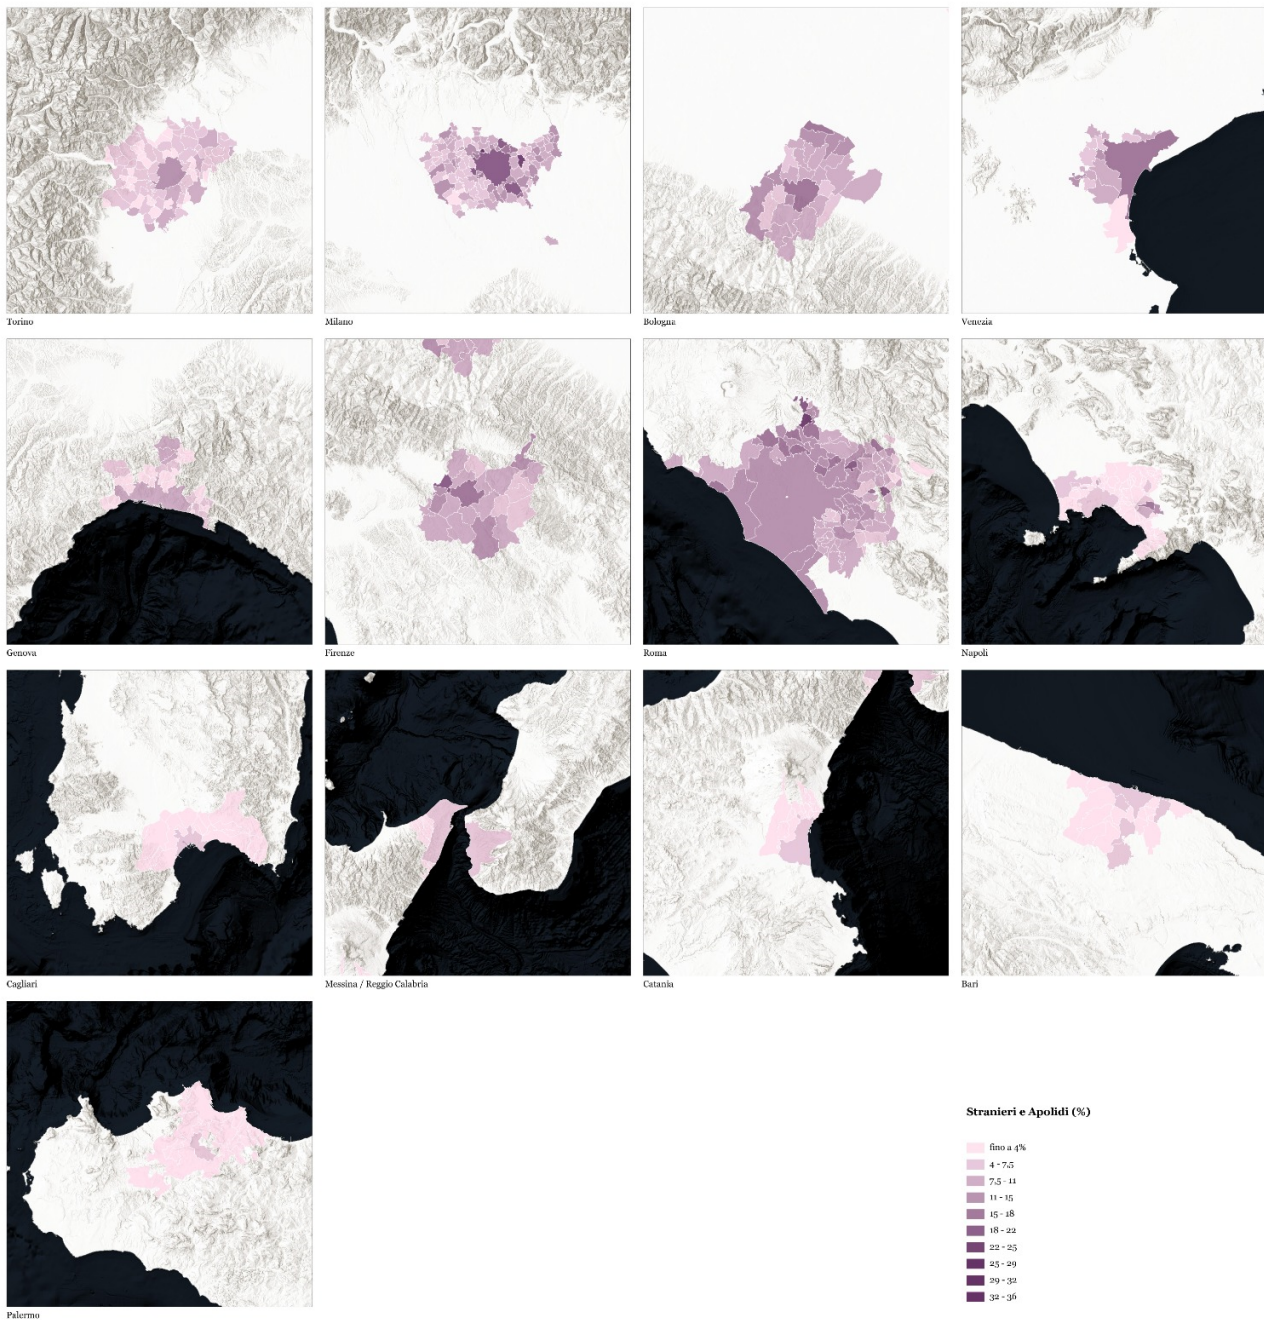 Torino
Milano
Bologna
Venezia
Genova
Firenze
Roma
Napoli
Cagliari
Messina / Reggio Calabria
Catania
Bari
Palermo
Stranieri e Apolidi (%)
fino a 4%
4 - 7,5
7,5 - 11
11 - 15
15 - 18
18 - 22
22 - 25
25 - 29
29 - 32
32 - 36